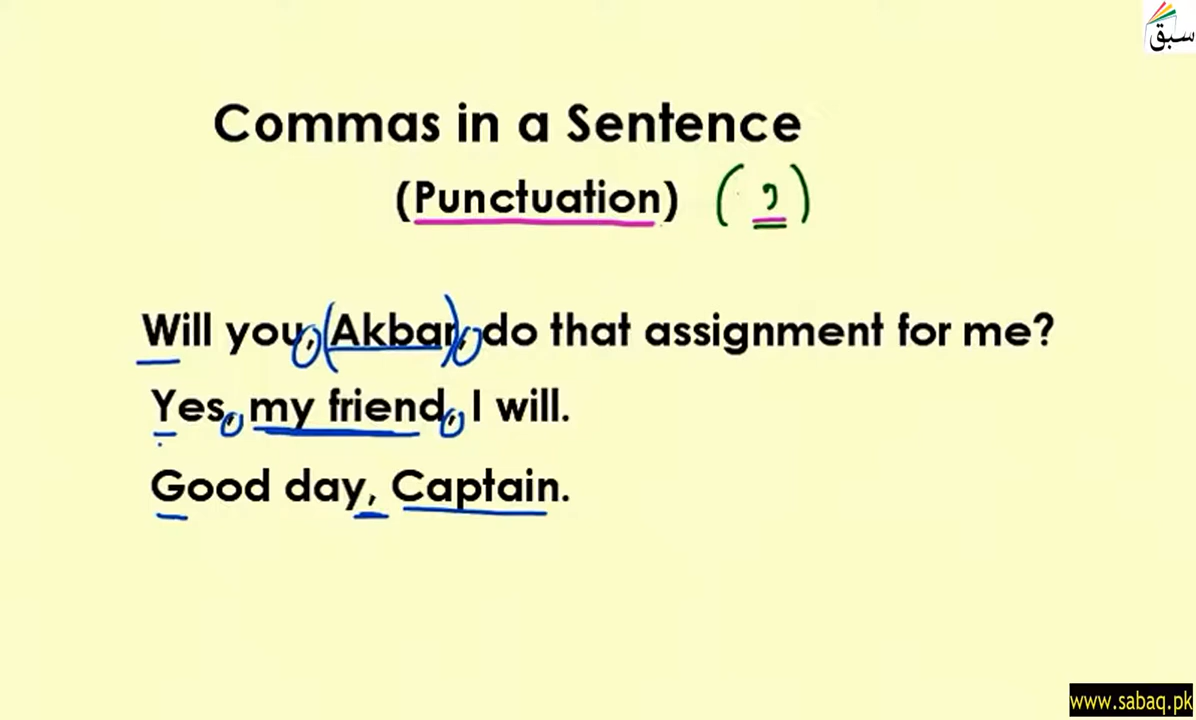 سبق
Commas in a Sentence
(Punctuation) ( , )
Will you, (Akbar), do that assignment for me?
Yes, my friend, I will.
Good day, Captain.
www.sabaq.pk